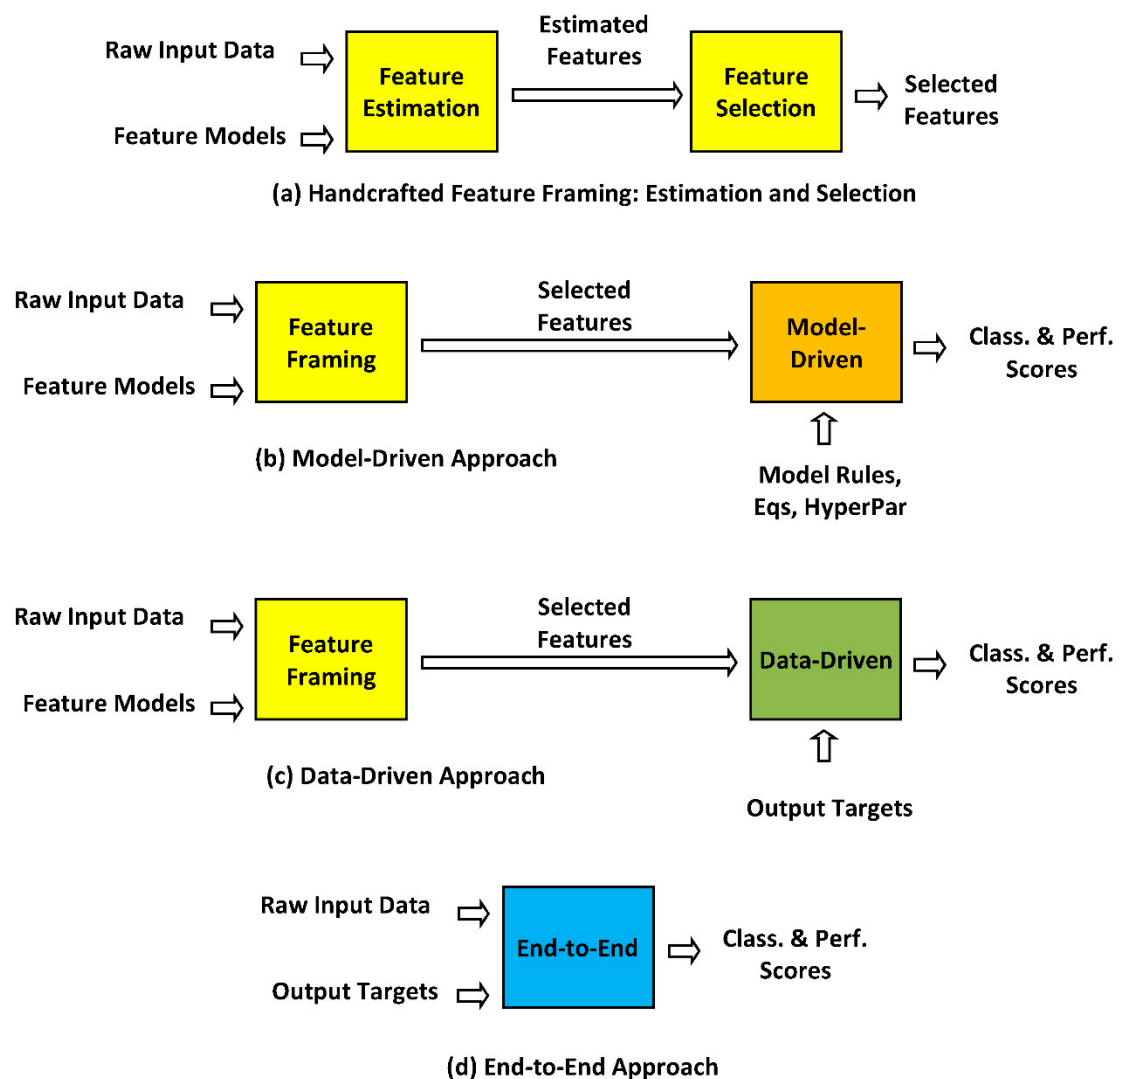 Raw Input Data
Feature Models
Feature
Estimation
Estimated
Features
Feature
Selection
Selected
Features
(a) Handcrafted Feature Framing: Estimation and Selection
Raw Input Data
Feature Models
Feature
Framing
Selected
Features
Model-
Driven
Class. & Perf.
Scores
Model Rules,
Eqs, HyperPar
(b) Model-Driven Approach
Raw Input Data
Feature Models
Feature
Framing
Selected
Features
Data-Driven
Class. & Perf.
Scores
Output Targets
(c) Data-Driven Approach
Raw Input Data
Output Targets
End-to-End
Class. & Perf.
Scores
(d) End-to-End Approach